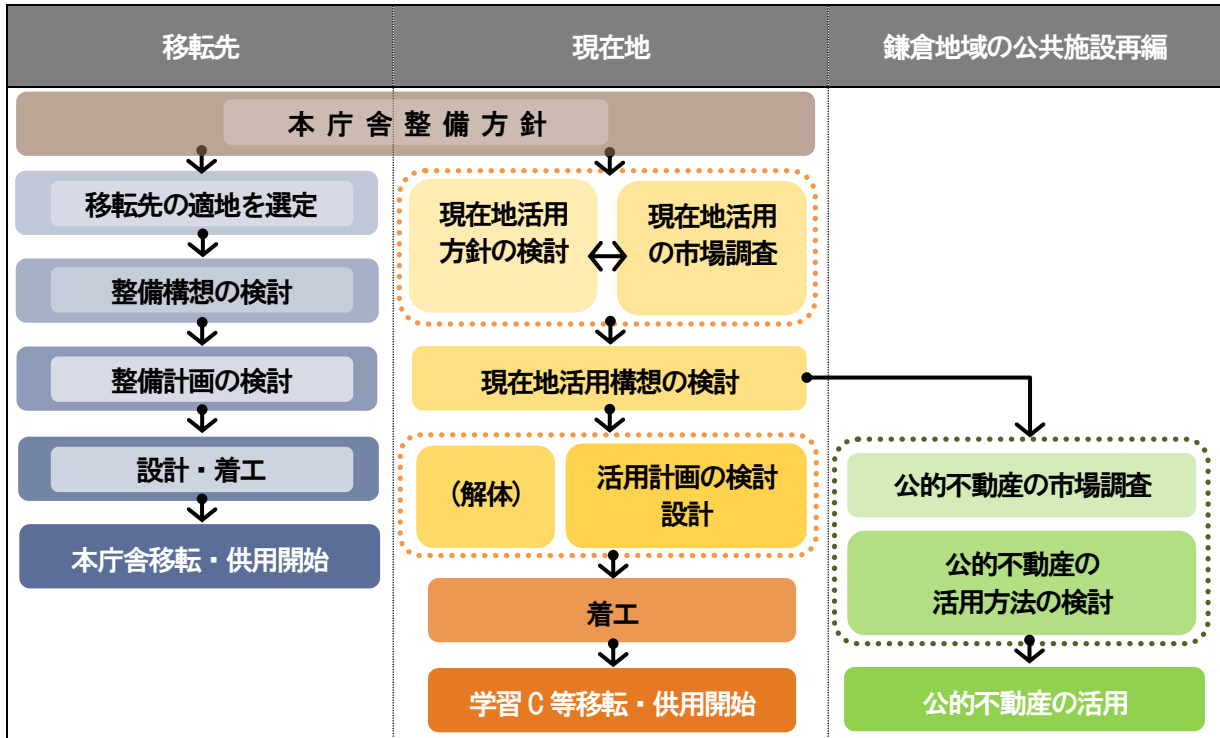 移転先
現在地
鎌倉地域の公共施設再編
本庁舎整備方針
移転先の適地を選定
整備構想の検討
整備計画の検討
設計・着工
本庁舎移転・供用開始
現在地活用
方針の検討
現在地活用
の市場調査
現在地活用構想の検討
(解体)
活用計画の検討
設計
着工
学習C等移転・供用開始
公的不動産の市場調査
公的不動産の
活用方法の検討
公的不動産の活用